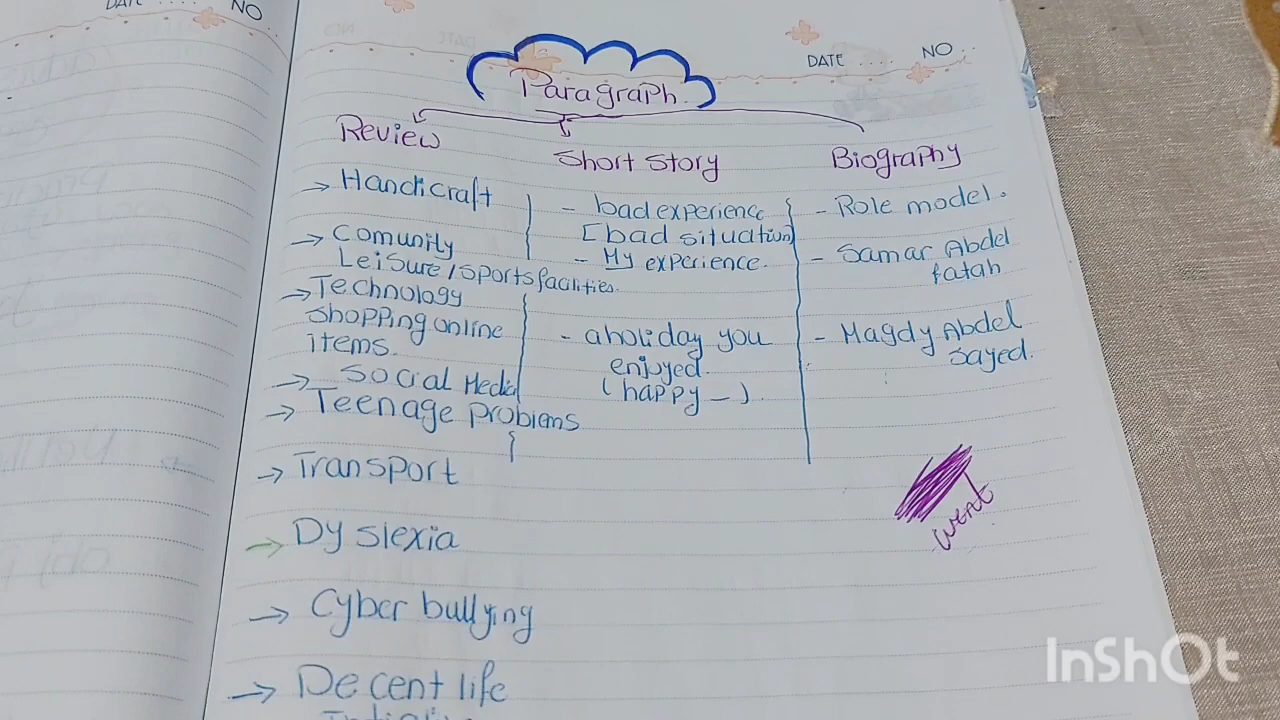 DATE
NO
DATE
NO
Paragraph.
Review
Short Story
Biography
→ Handicraft
→ Comunity
Leisure / sports facilities.
→ Technology
shopping online
items.
→ Social Media
→ Teenage problems
→ Transport
→ Dyslexia
→ Cyber bullying
→ Decent life
- bad experience
[bad situation]
- My experience.
- a holiday you
enjoyed.
(happy _ ).
- Role model.
- Samar Abdel
fatah
- Magdy Abdel
Sayed.
went
InShOt